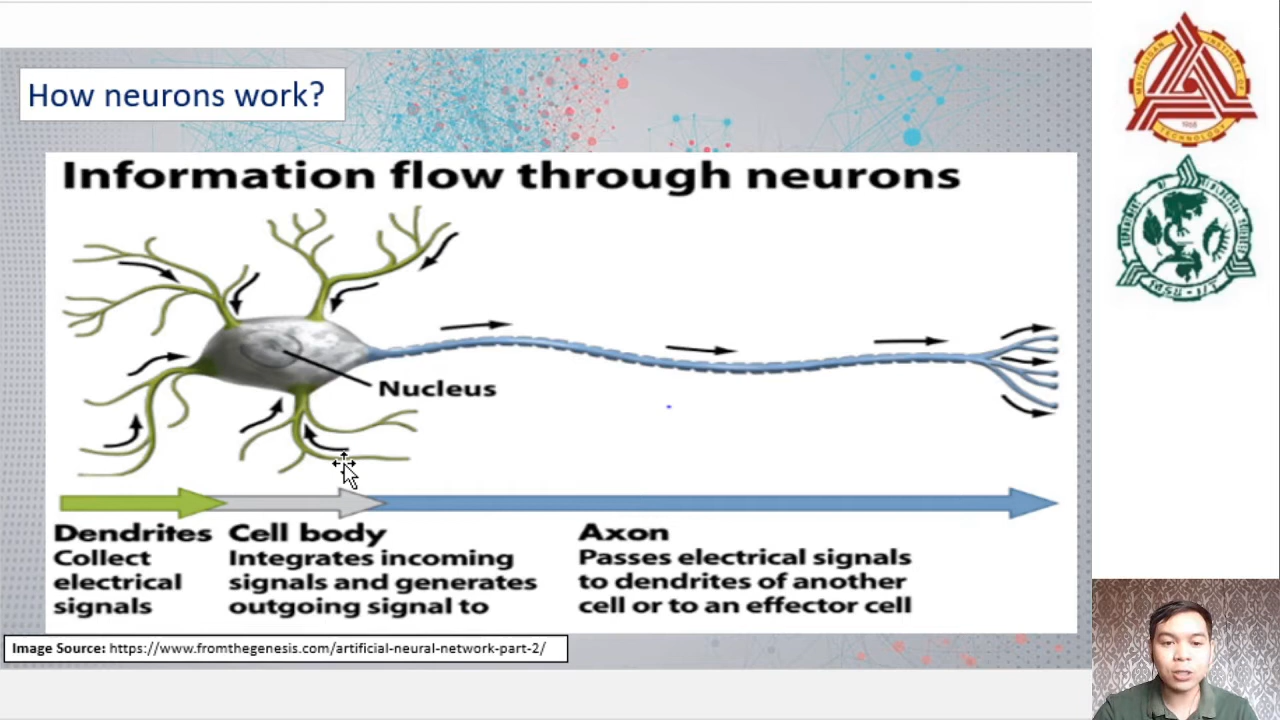 How neurons work?
Information flow through neurons
Nucleus
Dendrites
Collect
electrical
signals
Cell body
Integrates incoming
signals and generates
outgoing signal to
Axon
Passes electrical signals
to dendrites of another
cell or to an effector cell
Image Source: https://www.fromthegenesis.com/artificial-neural-network-part-2/
1968
TECHNOLOGY